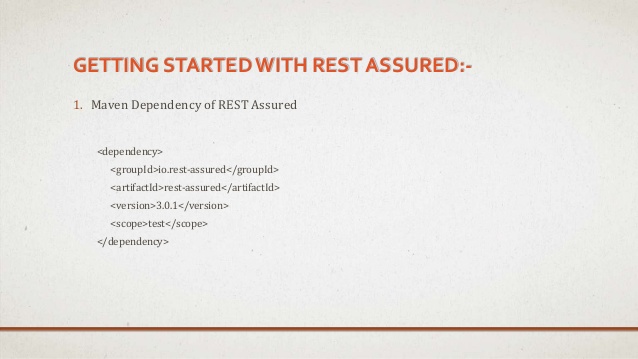 GETTING STARTED WITH REST ASSURED:-
1. Maven Dependency of REST Assured
<dependency>
<groupId>io.rest-assured</groupId>
<artifactId>rest-assured</artifactId>
<version>3.0.1</version>
<scope>test</scope>
</dependency>